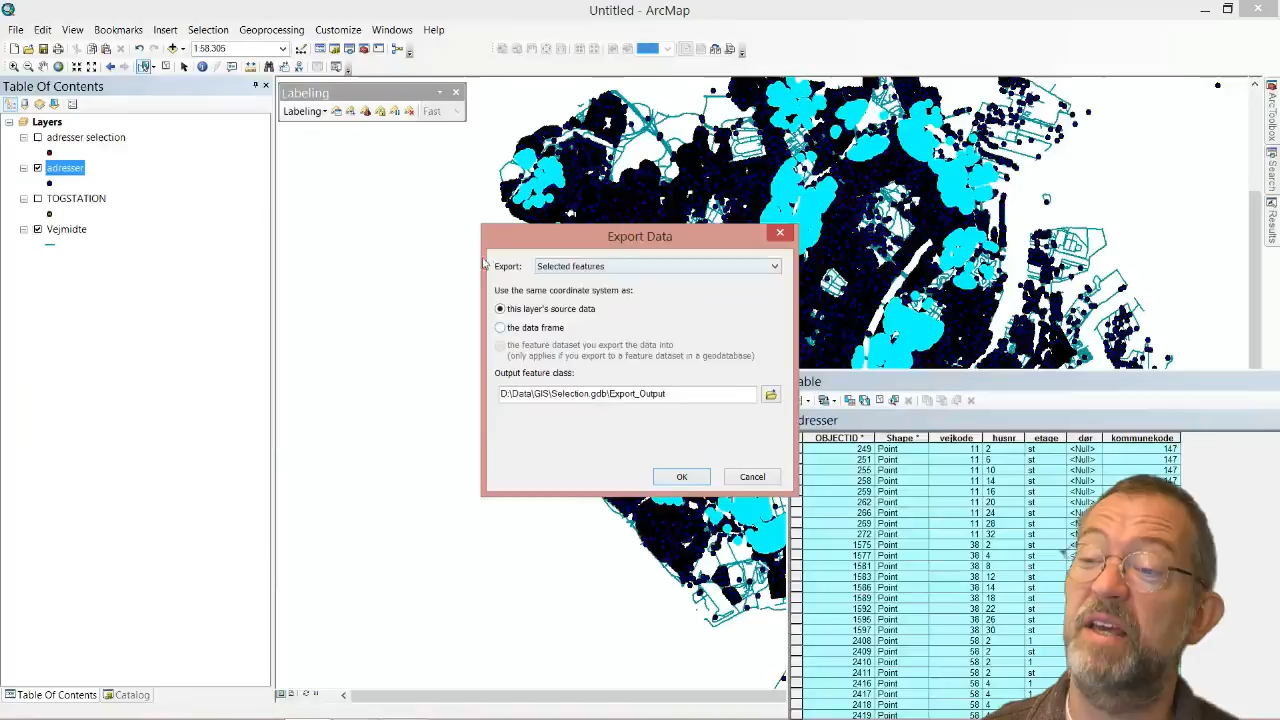 Untitled - ArcMap
File Edit View Bookmarks Insert Selection Geoprocessing Customize Windows Help
1:58.305
Table Of Contents
Layers
adresser selection
adresser
TOGSTATION
Vejmidte
Labeling
Labeling Fast
Export Data
Export: Selected features
Use the same coordinate system as:
this layer's source data
the data frame
the feature dataset you export the data into
(only applies if you export to a feature dataset in a geodatabase)
Output feature class:
D:\Data\GIS\Selection.gdb\Export_Output
OK Cancel
ArcToolbox
Search
Results
able
dresser
OBJECTID * Shape * vejkode husnr etage dør kommunekode
249 Point 11 2 st <Null> 147
251 Point 11 6 st <Null> 147
255 Point 11 10 st <Null> 147
258 Point 11 14 st <Null> 147
259 Point 11 16 st <Null>
262 Point 11 20 st <Null>
266 Point 11 24 st <Null>
269 Point 11 28 st
272 Point 11 32 st
1575 Point 38 2 st
1577 Point 38 4 st
1581 Point 38 8 st
1583 Point 38 12 st
1586 Point 38 14 st
1589 Point 38 18 st
1592 Point 38 22 st
1595 Point 38 26 st
1597 Point 38 30 st
2408 Point 58 2 1
2409 Point 58 2 st
2410 Point 58 2 1
2411 Point 58 2 st
2416 Point 58 4 1
2417 Point 58 4 1
2418 Point 58 4 st
2419 Point 58 4 st
Table Of Contents Catalog